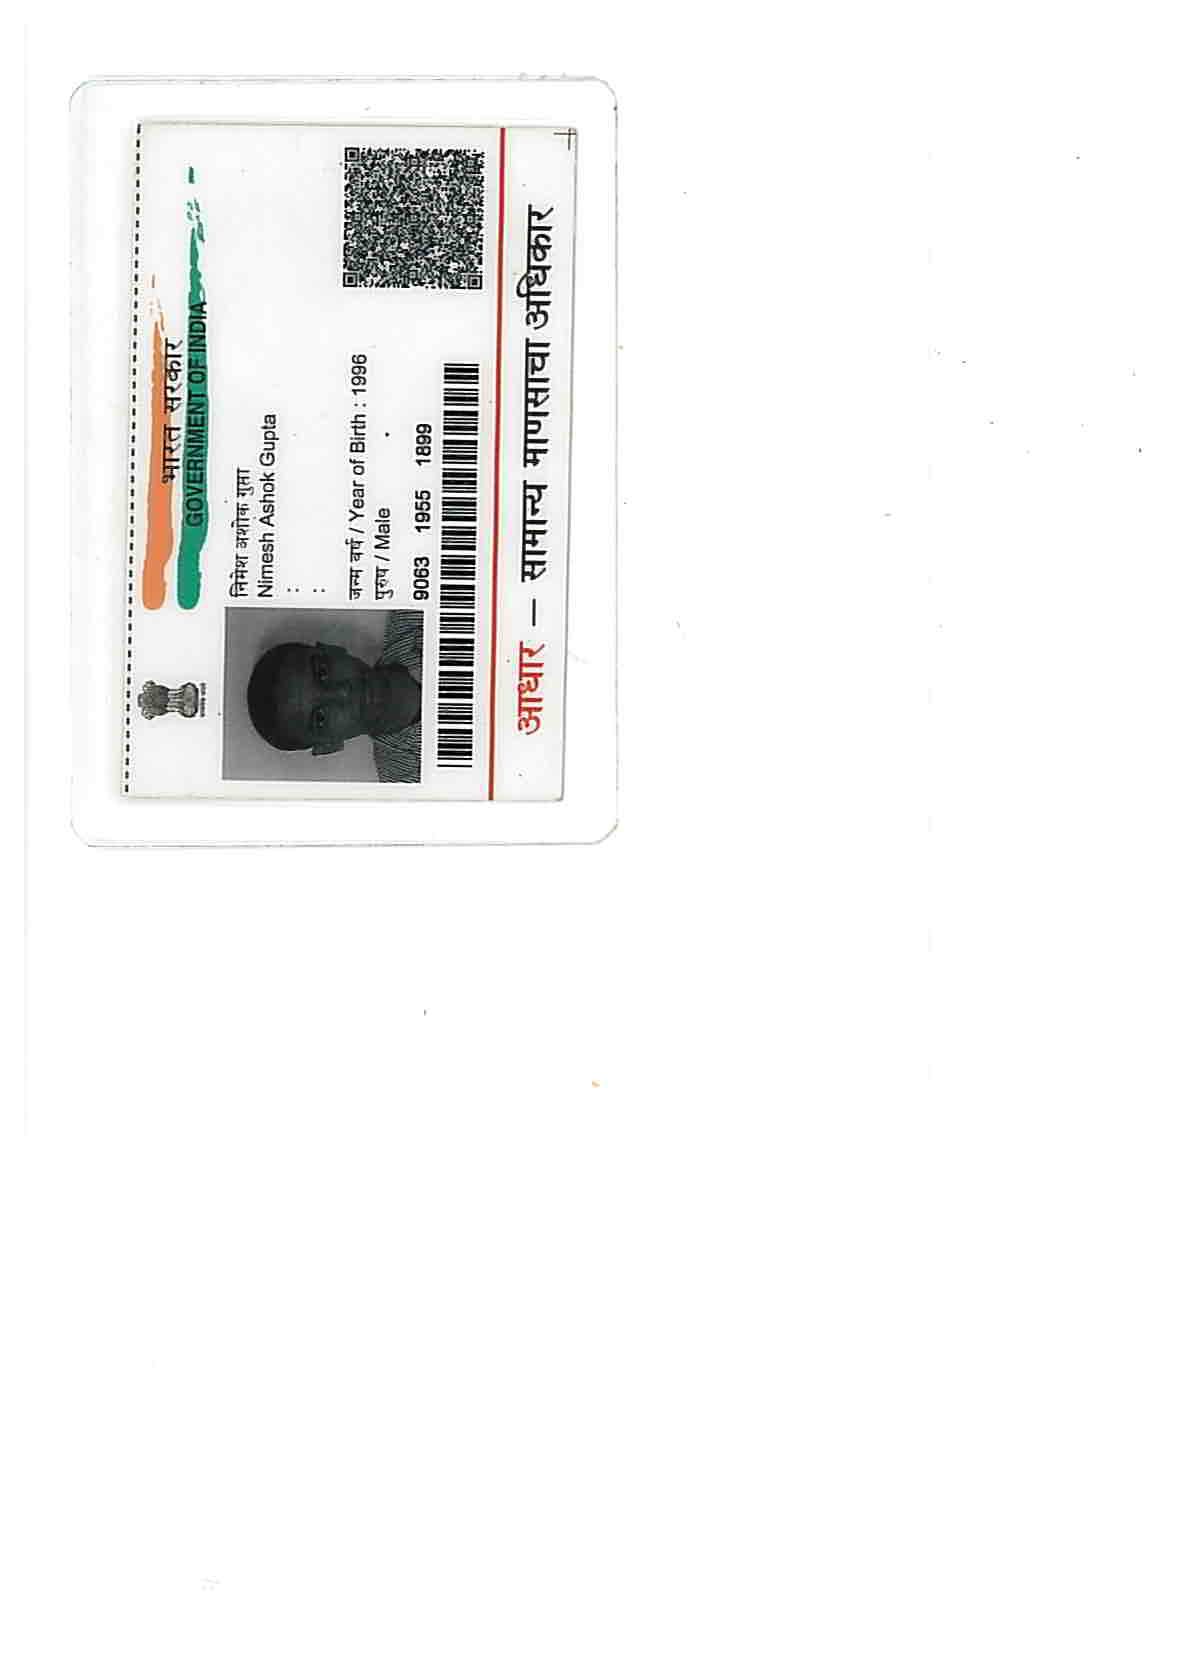 भारत सरकार
GOVERNMENT OF INDIA
निमेश अशोक गुप्ता
Nimesh Ashok Gupta
:
:
जन्म वर्ष / Year of Birth : 1996
पुरुष / Male
9063 1955 1899
आधार — सामान्य माणसाचा अधिकार